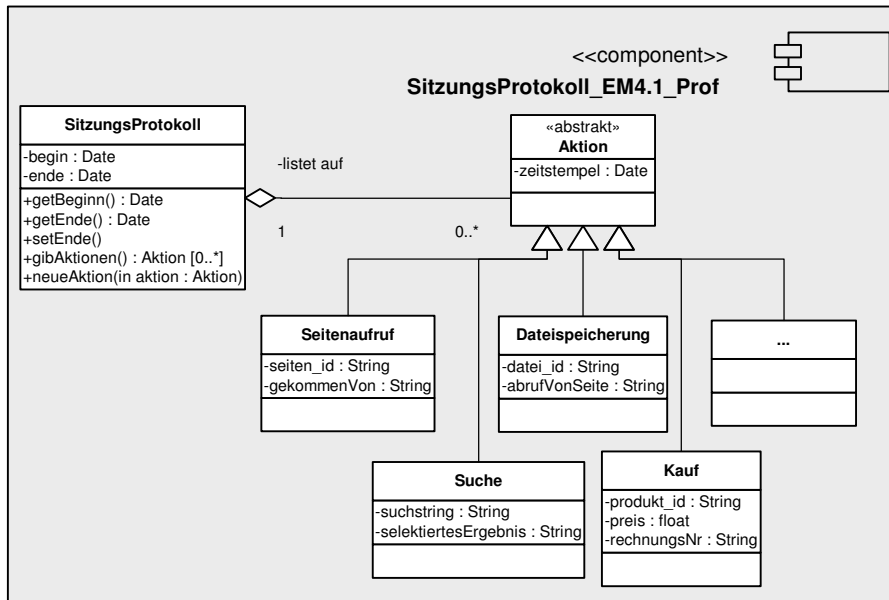 <<component>>
SitzungsProtokoll_EM4.1_Prof
SitzungsProtokoll
-begin : Date
-ende : Date
+getBeginn() : Date
+getEnde() : Date
+setEnde()
+gibAktionen() : Aktion [0..*]
+neueAktion(in aktion : Aktion)
-listet auf
1
0..*
«abstrakt»
Aktion
-zeitstempel : Date
Seitenaufruf
-seiten_id : String
-gekommenVon : String
Dateispeicherung
-datei_id : String
-abrufVonSeite : String
...
Suche
-suchstring : String
-selektiertesErgebnis : String
Kauf
-produkt_id : String
-preis : float
-rechnungsNr : String